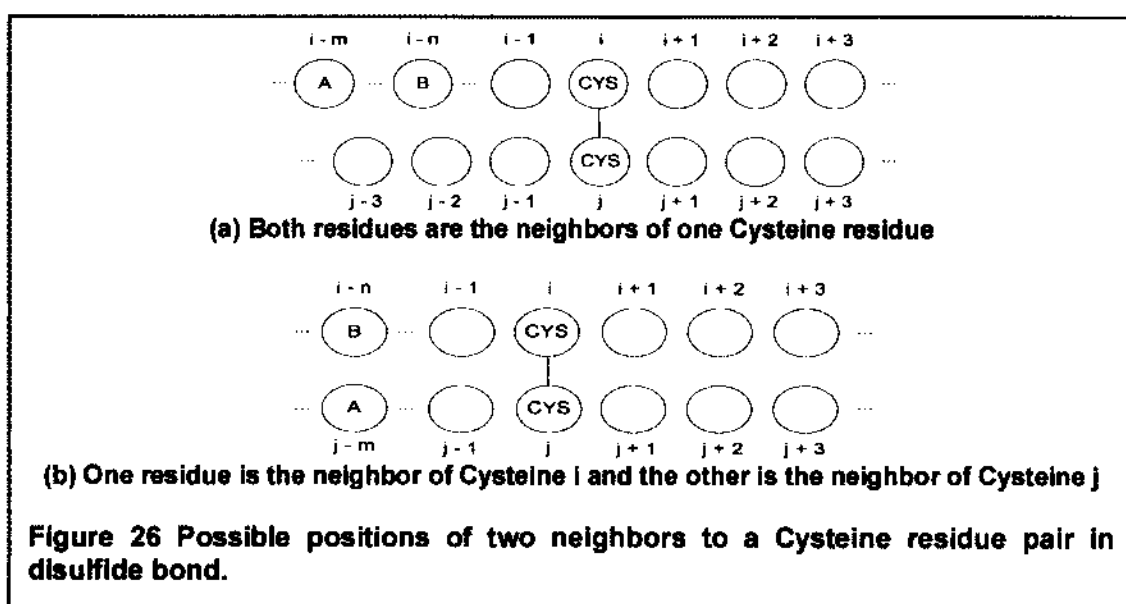 i - m i - n i - 1 i i + 1 i + 2 i + 3
... A ... B ... CYS ...
... CYS ...
j - 3 j - 2 j - 1 j j + 1 j + 2 j + 3
(a) Both residues are the neighbors of one Cysteine residue
i - n i - 1 i i + 1 i + 2 i + 3
... B ... CYS ...
... A ... CYS ...
j - m j - 1 j j + 1 j + 2 j + 3
(b) One residue is the neighbor of Cysteine i and the other is the neighbor of Cysteine j
Figure 26 Possible positions of two neighbors to a Cysteine residue pair in
disulfide bond.